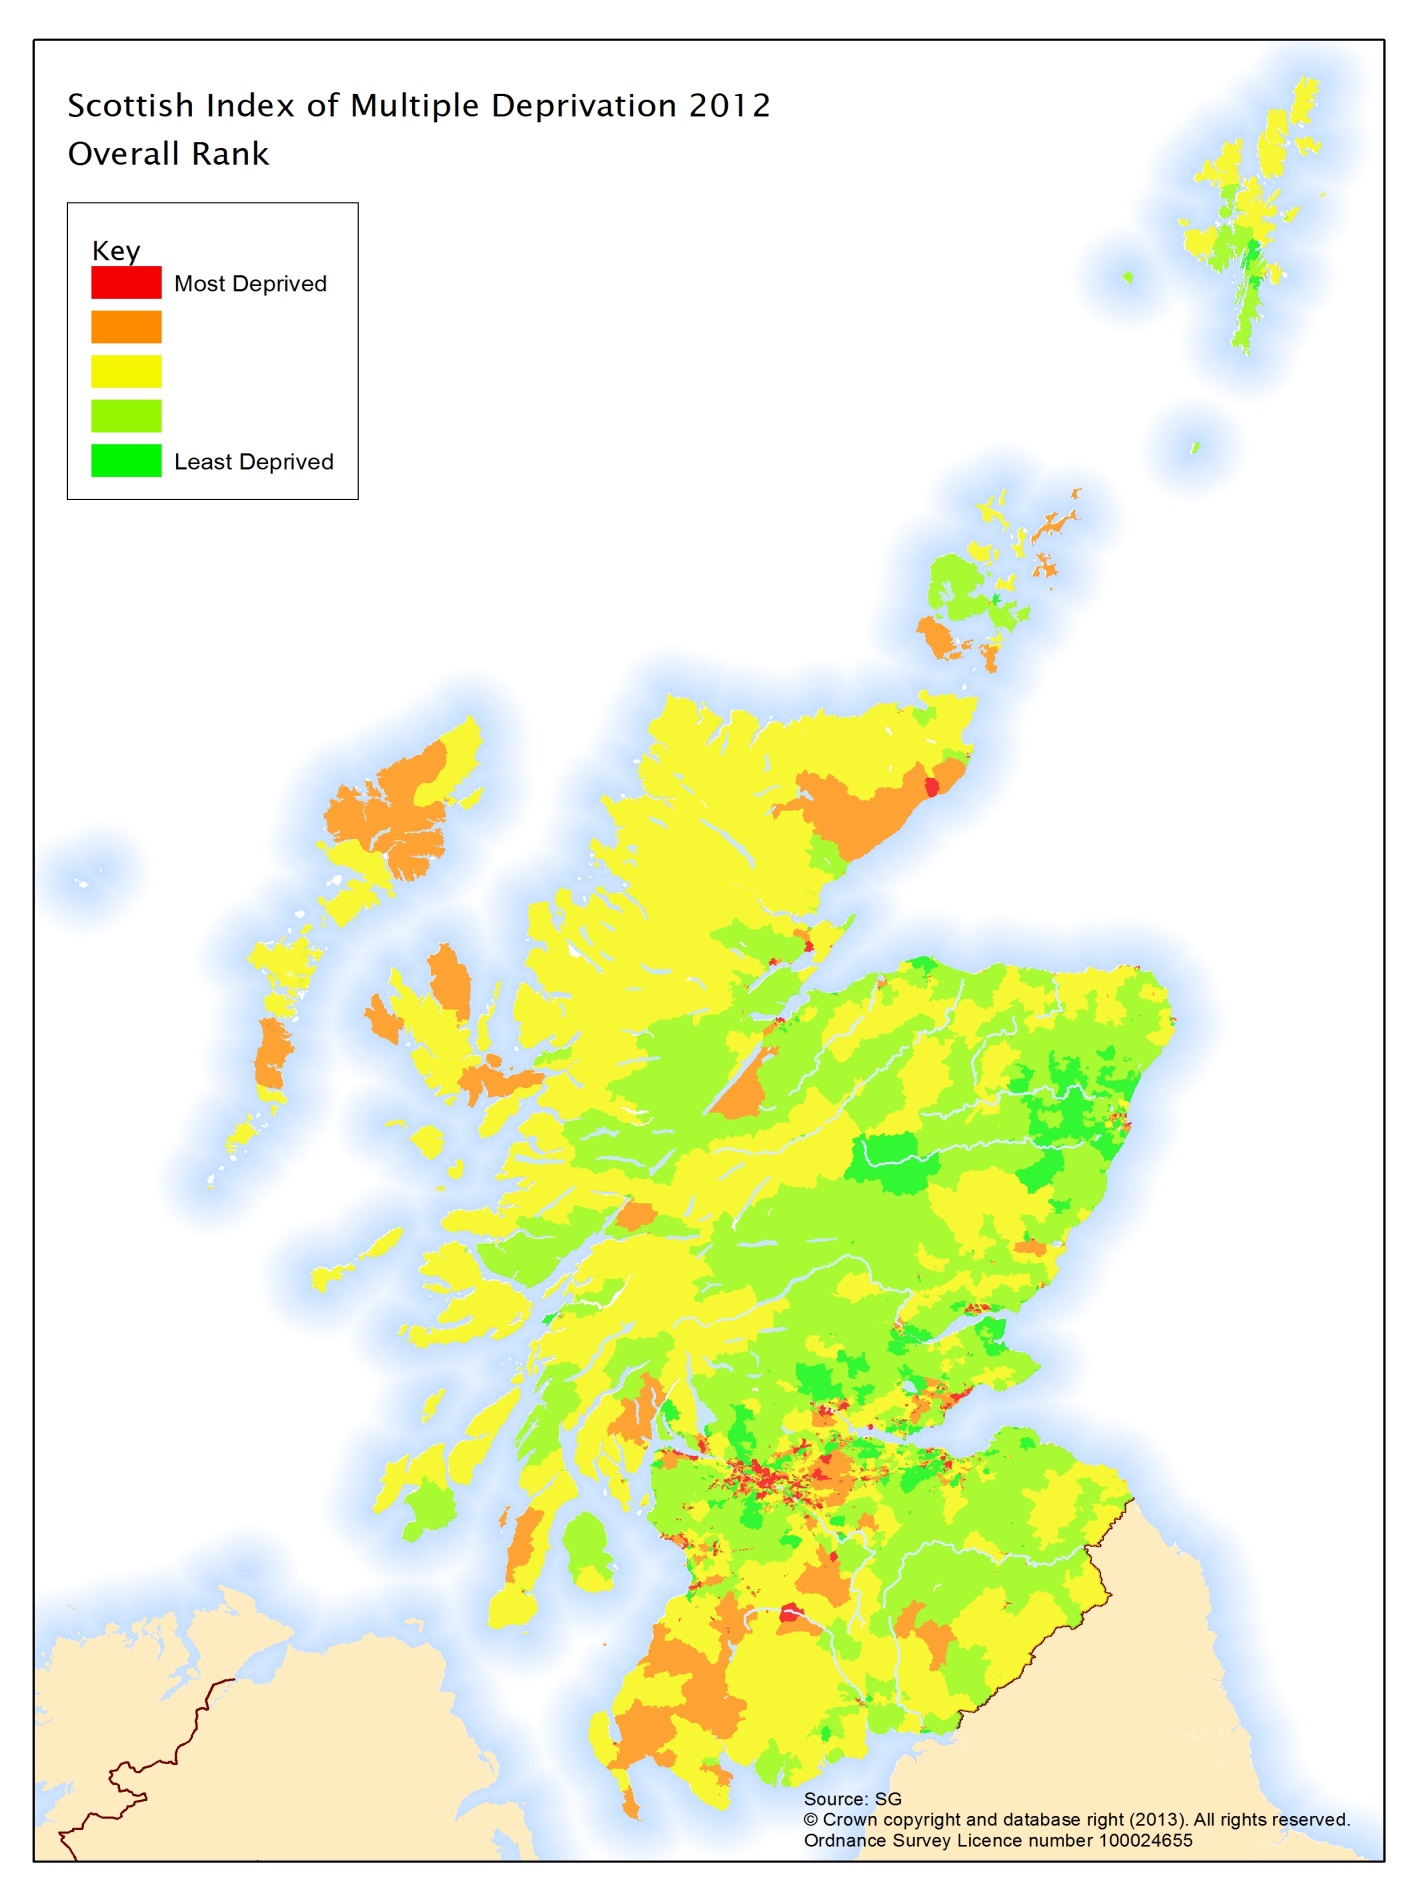 Scottish Index of Multiple Deprivation 2012
Overall Rank
Key
Most Deprived
Least Deprived
Source: SG
© Crown copyright and database right (2013). All rights reserved.
Ordnance Survey Licence number 100024655